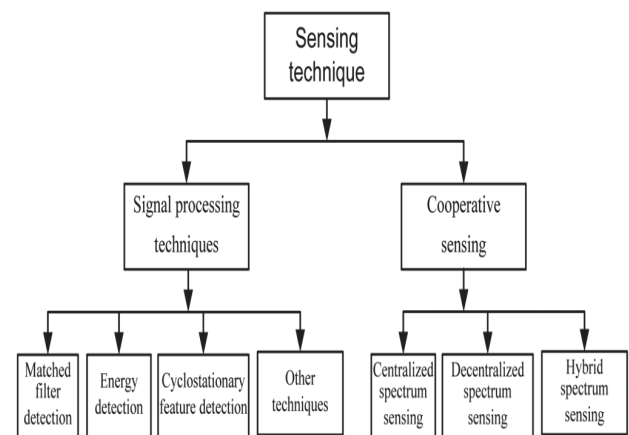 Sensing
technique
Signal processing
techniques
Cooperative
sensing
Matched
filter
detection
Energy
detection
Cyclostationary
feature detection
Other
techniques
Centralized
spectrum
sensing
Decentralized
spectrum
sensing
Hybrid
spectrum
sensing